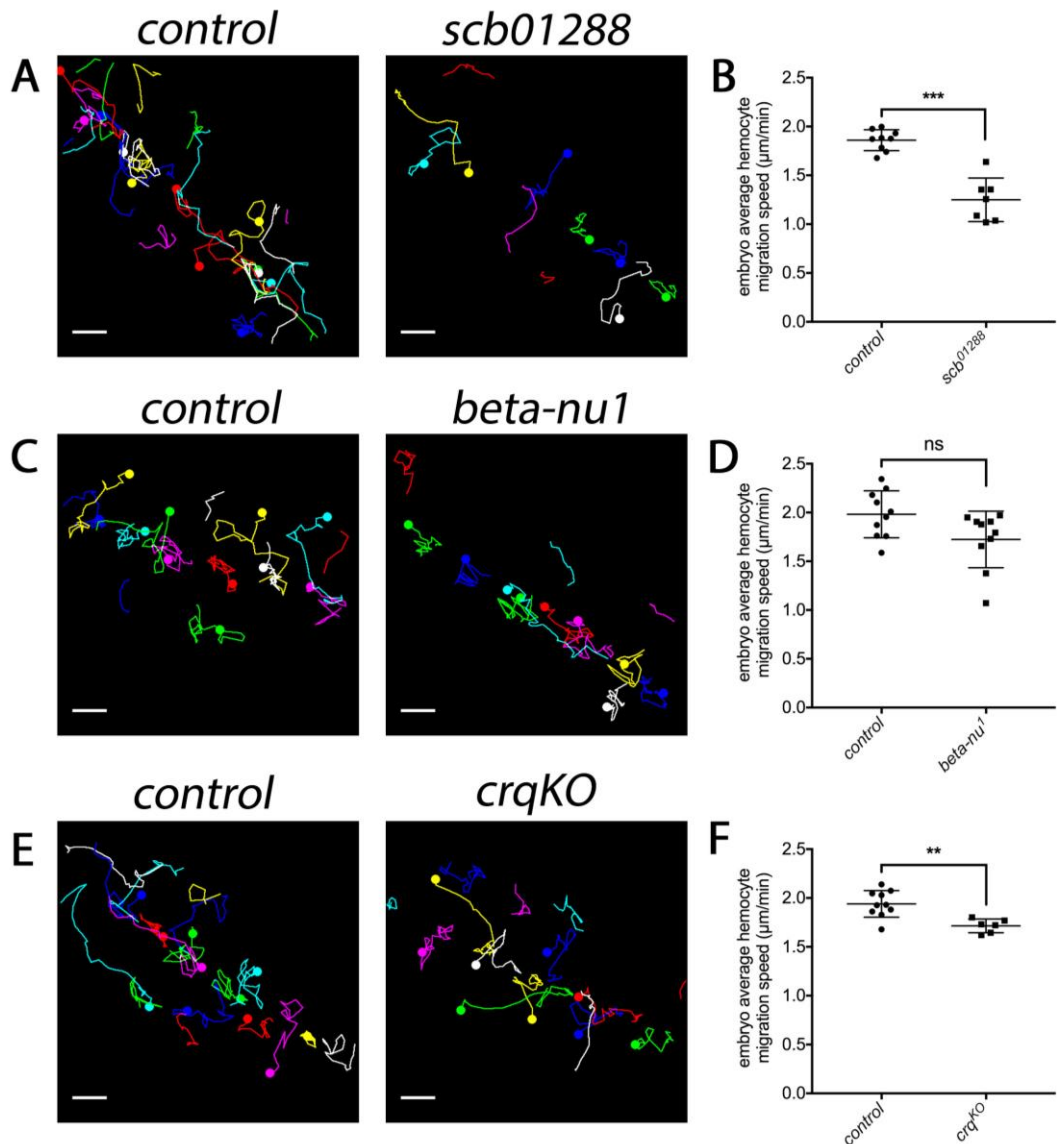 control
scb01288
A
B
2.5
2.0
1.5
1.0
0.5
0.0
embryo average hemocyte
migration speed (µm/min)
***
control
scb⁰¹²⁸⁸
control
beta-nu1
C
D
2.5
2.0
1.5
1.0
0.5
0.0
embryo average hemocyte
migration speed (µm/min)
ns
control
beta-nu¹
control
crqKO
E
F
2.5
2.0
1.5
1.0
0.5
0.0
embryo average hemocyte
migration speed (µm/min)
**
control
crqᴷᴼ